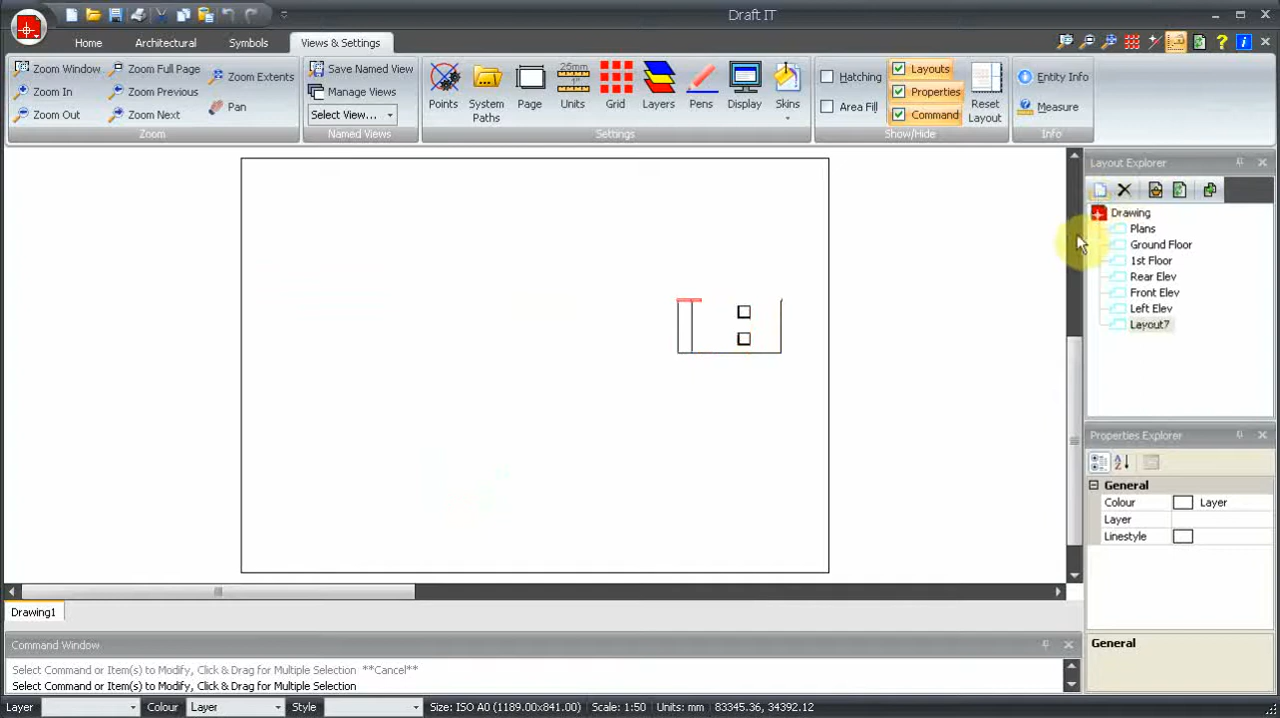 Draft IT
Home Architectural Symbols Views & Settings
Zoom Window Zoom Full Page Zoom Extents
Zoom In Zoom Previous Pan
Zoom Out Zoom Next
Zoom
Save Named View
Manage Views
Select View...
Named Views
25mm
1"
Points System Paths Page Units Grid Layers Pens Display Skins
Settings
Hatching Layouts
Area Fill Properties
Command
Reset Layout
Show/Hide
Entity Info
Measure
Info
Layout Explorer
Drawing
Plans
Ground Floor
1st Floor
Rear Elev
Front Elev
Left Elev
Layout7
Properties Explorer
General
Colour Layer
Layer
Linestyle
General
Drawing1
Command Window
Select Command or Item(s) to Modify, Click & Drag for Multiple Selection **Cancel**
Select Command or Item(s) to Modify, Click & Drag for Multiple Selection
Layer Colour Layer Style Size: ISO A0 (1189.00x841.00) Scale: 1:50 Units: mm 83345.36, 34392.12